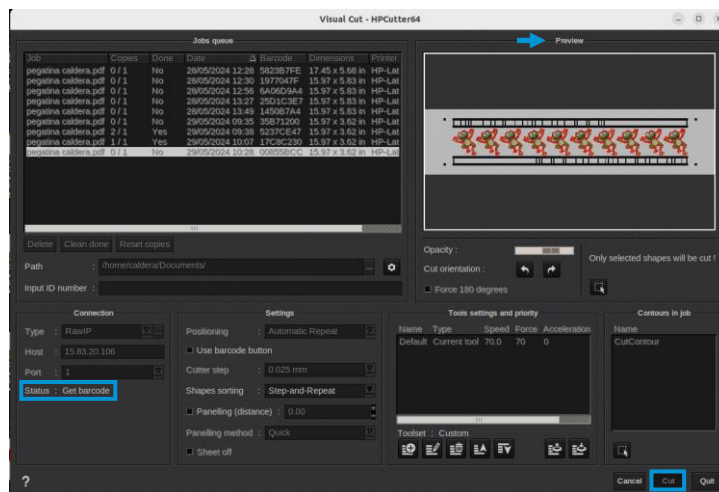 Visual Cut - HPCutter64
Jobs queue
Job Copies Done Date Barcode Dimensions Printer
pegatina caldera.pdf 0 / 1 No 28/05/2024 12:28 5823B7FE 17.45 x 5.68 in HP-Lat
pegatina caldera.pdf 0 / 1 No 28/05/2024 12:30 1977047F 15.97 x 5.83 in HP-Lat
pegatina caldera.pdf 0 / 1 No 28/05/2024 12:56 6A06D9A4 15.97 x 5.83 in HP-Lat
pegatina caldera.pdf 0 / 1 No 28/05/2024 13:27 25D1C3E7 15.97 x 5.83 in HP-Lat
pegatina caldera.pdf 0 / 1 No 28/05/2024 13:49 1450B7A4 15.97 x 5.83 in HP-Lat
pegatina caldera.pdf 0 / 1 No 29/05/2024 09:35 35B71200 15.97 x 3.62 in HP-Lat
pegatina caldera.pdf 2 / 1 Yes 29/05/2024 09:38 5237CE47 15.97 x 3.62 in HP-Lat
pegatina caldera.pdf 1 / 1 Yes 29/05/2024 10:07 17C8C230 15.97 x 3.62 in HP-Lat
pegatina caldera.pdf 0 / 1 No 29/05/2024 10:28 00855BCC 15.97 x 3.62 in HP-Lat
Delete Clean done Reset copies
Path : /home/caldera/Documents/ ...
Input ID number :
Preview
Opacity :
Cut orientation :
Force 180 degrees
Only selected shapes will be cut !
Connection
Type : RawIP ...
Host : 15.83.20.106
Port : 1
Status : Get barcode
Settings
Positioning : Automatic Repeat
Use barcode button
Cutter step : 0.025 mm
Shapes sorting : Step-and-Repeat
Panelling (distance) : 0.00
Panelling method : Quick
Sheet off
Tools settings and priority
Name Type Speed Force Acceleration
Default Current tool 70.0 70 0
Toolset : Custom
Contours in job
Name
CutContour
?
Cancel Cut Quit